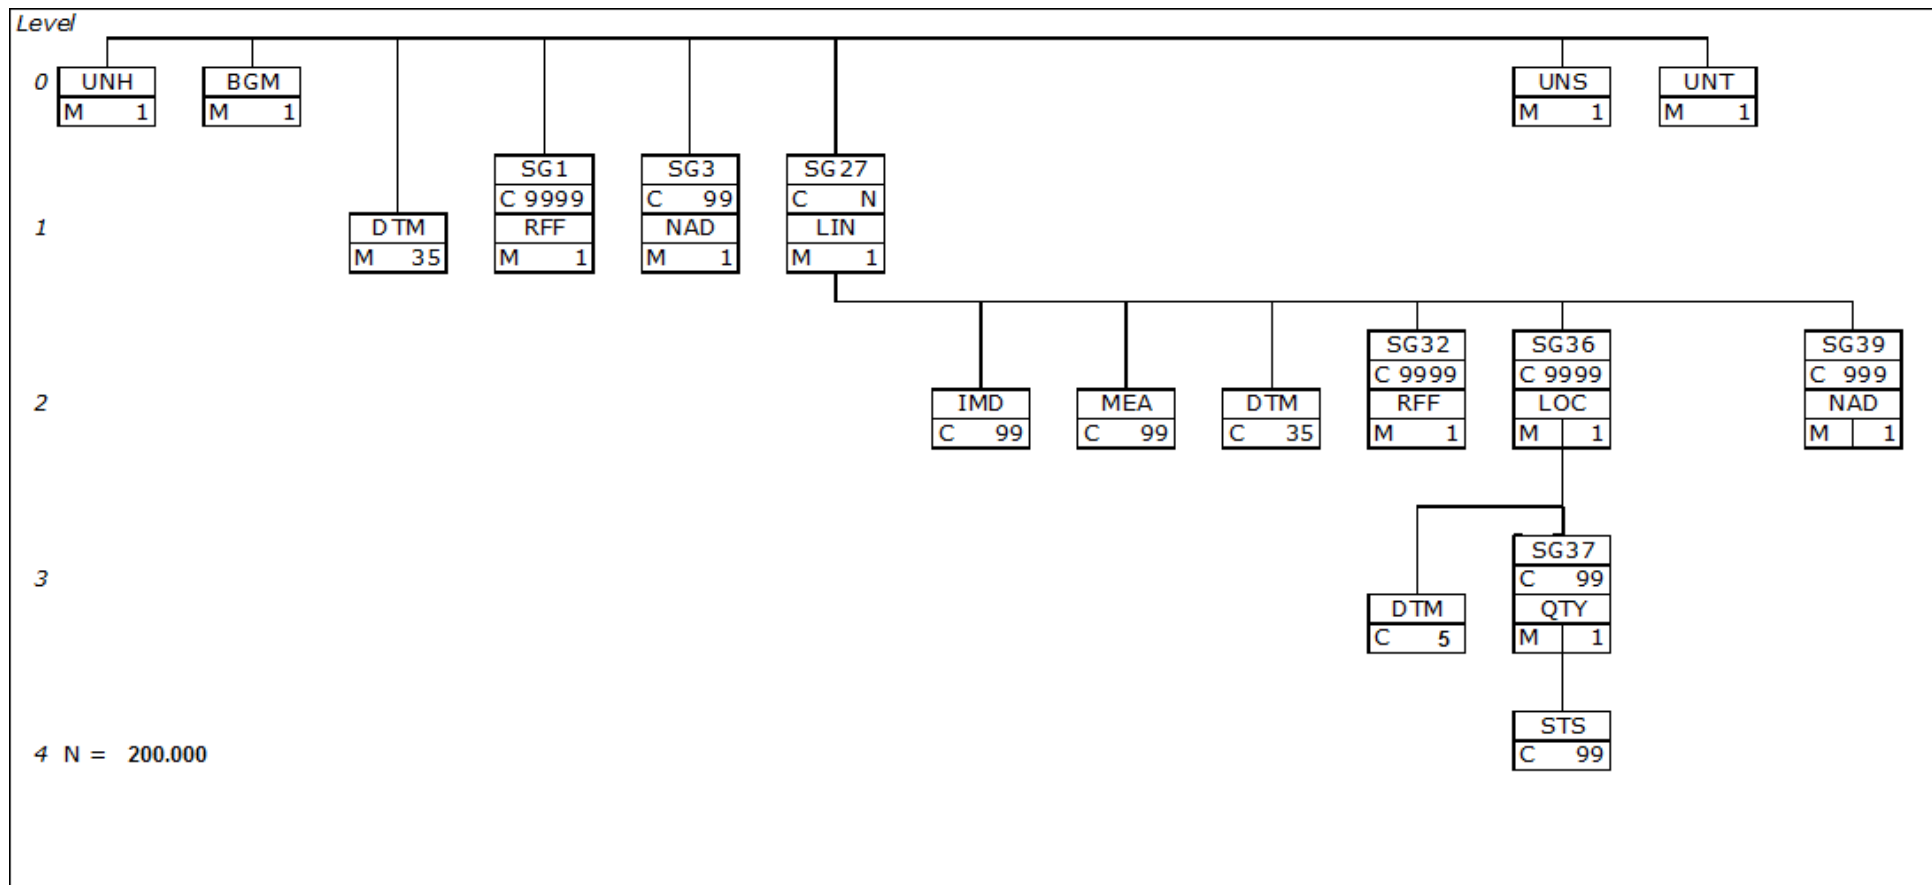 Level
0 UNH BGM UNS UNT
M 1 M 1 M 1 M 1
SG1 SG3 SG27
C 9999 C 99 C N
1 DTM RFF NAD LIN
M 35 M 1 M 1 M 1
SG32 SG36 SG39
C 9999 C 9999 C 999
2 IMD MEA DTM RFF LOC NAD
C 99 C 99 C 35 M 1 M 1 M 1
SG37
3 C 99
DTM QTY
C 5 M 1
STS
4 N = 200.000 C 99